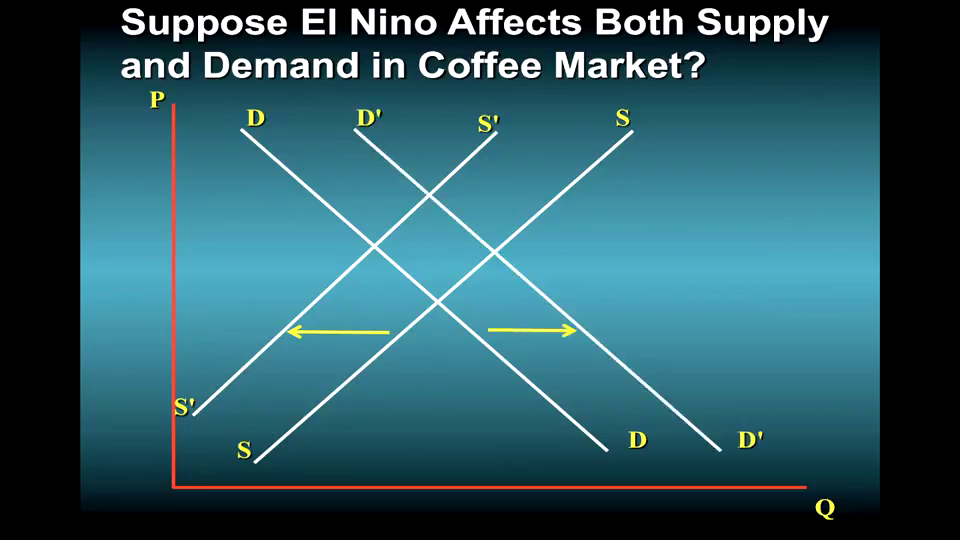 Suppose El Nino Affects Both Supply
and Demand in Coffee Market?
P
D D' S' S
S'
S
D D'
Q